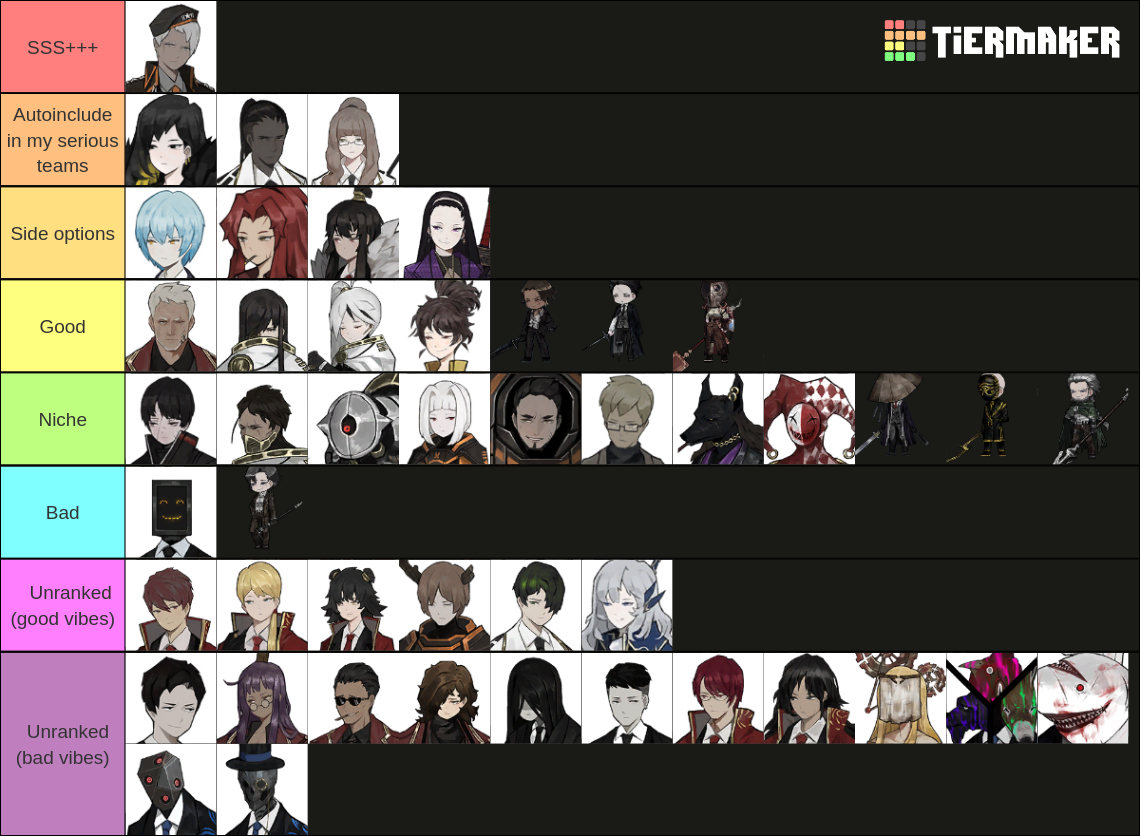 SSS+++
TiERMAKER
Autoinclude
in my serious
teams
Side options
Good
Niche
Bad
Unranked
(good vibes)
Unranked
(bad vibes)